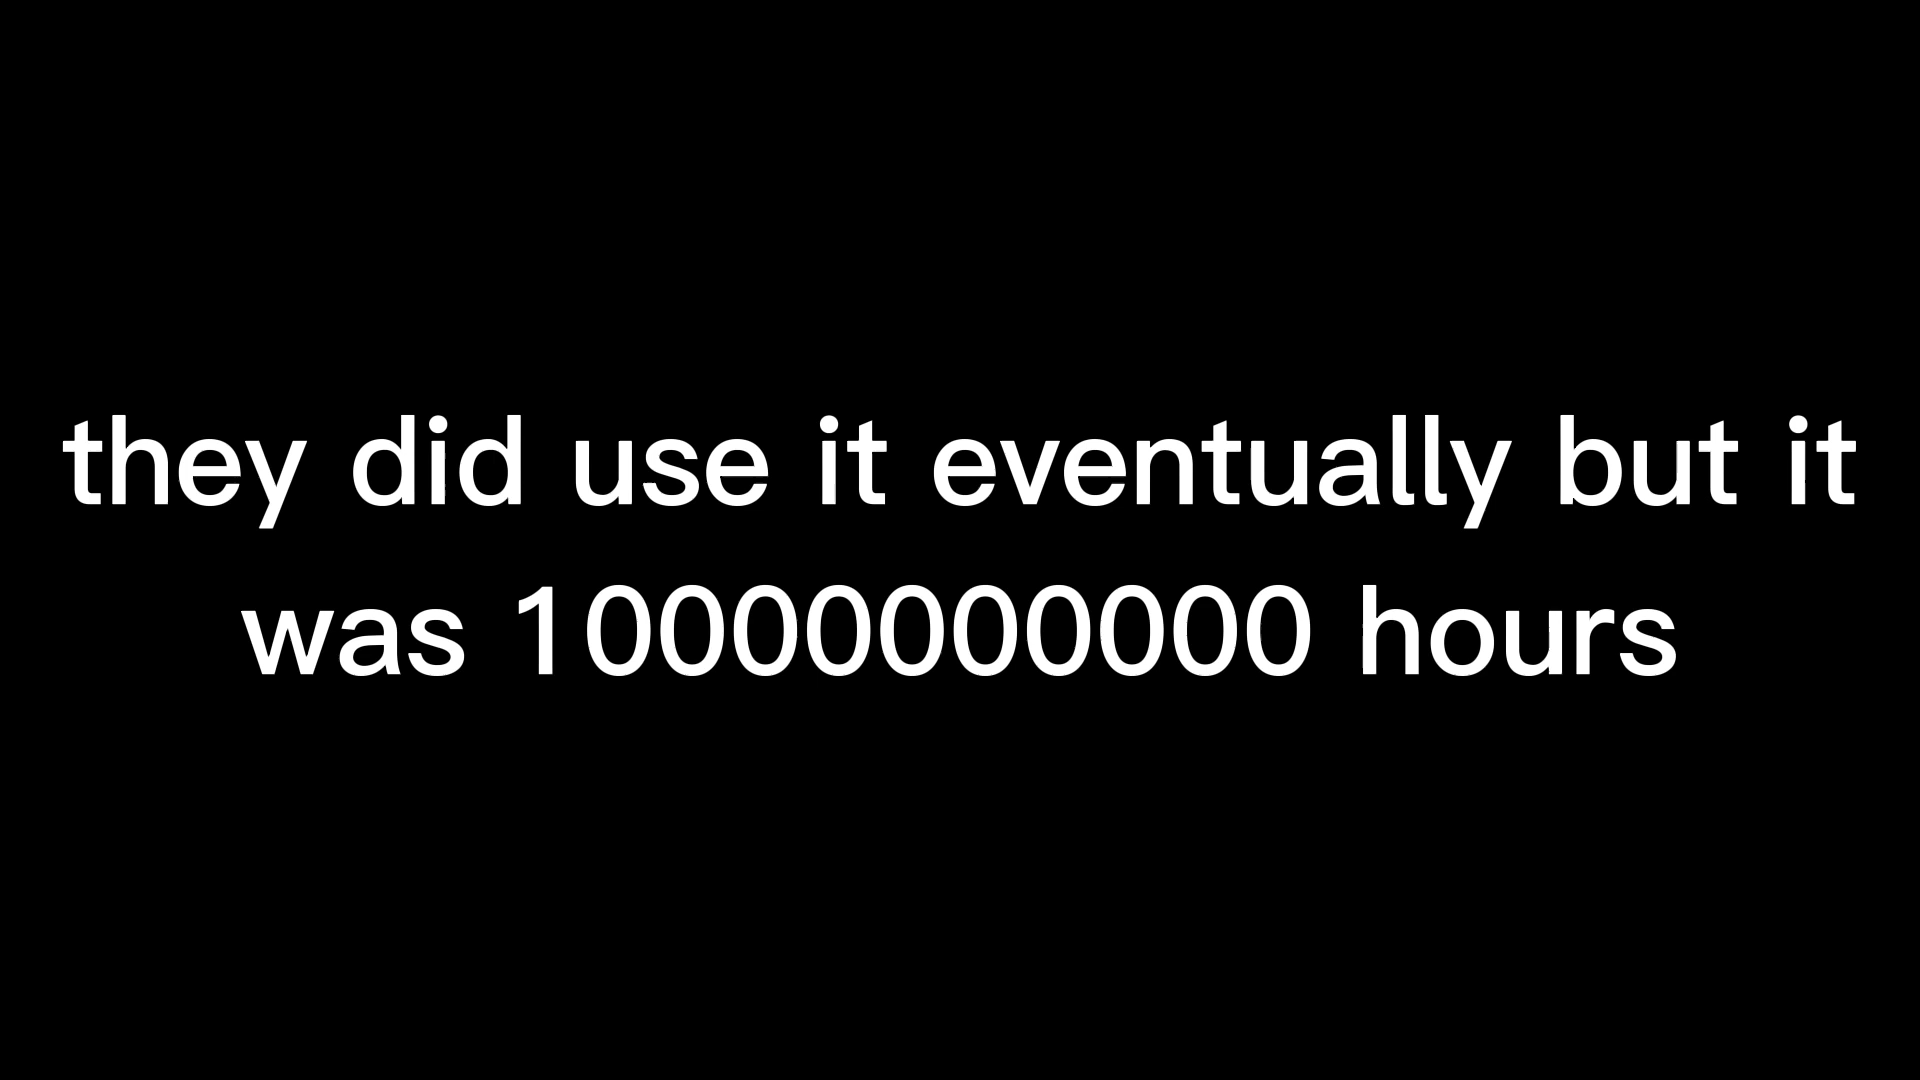 they did use it eventually but it
was 10000000000 hours